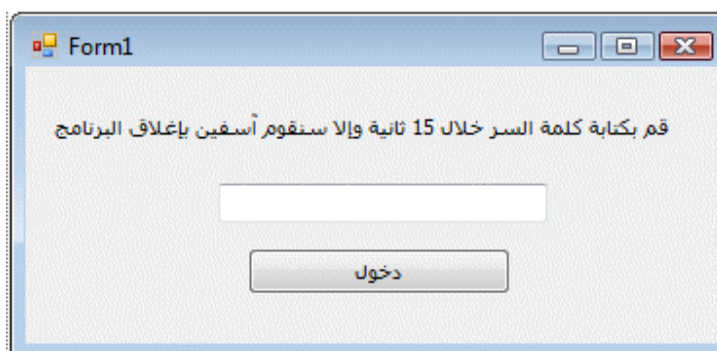 Form1
قم بكتابة كلمة السر خلال 15 ثانية وإلا سنقوم آسفين بإغلاق البرنامج
دخول